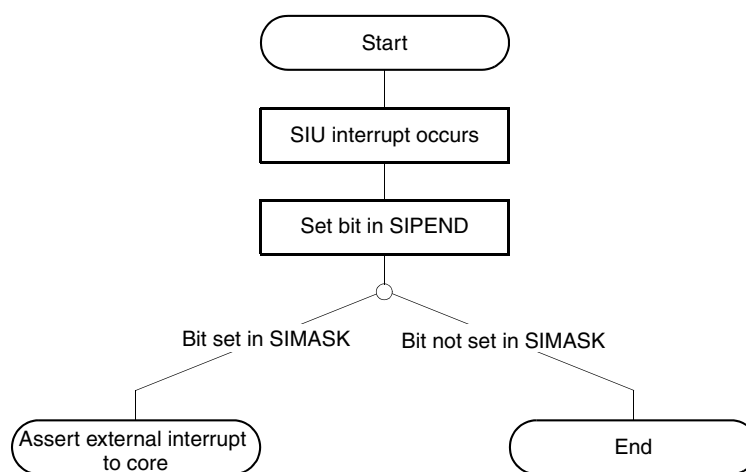 Start
SIU interrupt occurs
Set bit in SIPEND
Bit set in SIMASK
Bit not set in SIMASK
Assert external interrupt
to core
End